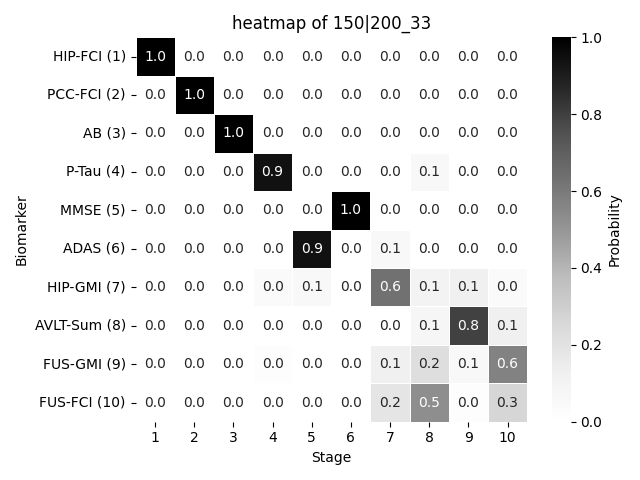 heatmap of 150|200_33
Biomarker
HIP-FCI (1) 1.0 0.0 0.0 0.0 0.0 0.0 0.0 0.0 0.0 0.0
PCC-FCI (2) 0.0 1.0 0.0 0.0 0.0 0.0 0.0 0.0 0.0 0.0
AB (3) 0.0 0.0 1.0 0.0 0.0 0.0 0.0 0.0 0.0 0.0
P-Tau (4) 0.0 0.0 0.0 0.9 0.0 0.0 0.0 0.1 0.0 0.0
MMSE (5) 0.0 0.0 0.0 0.0 0.0 1.0 0.0 0.0 0.0 0.0
ADAS (6) 0.0 0.0 0.0 0.0 0.9 0.0 0.1 0.0 0.0 0.0
HIP-GMI (7) 0.0 0.0 0.0 0.0 0.1 0.0 0.6 0.1 0.1 0.0
AVLT-Sum (8) 0.0 0.0 0.0 0.0 0.0 0.0 0.0 0.1 0.8 0.1
FUS-GMI (9) 0.0 0.0 0.0 0.0 0.0 0.0 0.1 0.2 0.1 0.6
FUS-FCI (10) 0.0 0.0 0.0 0.0 0.0 0.0 0.2 0.5 0.0 0.3
1 2 3 4 5 6 7 8 9 10
Stage
1.0
0.8
0.6
0.4
0.2
0.0
Probability